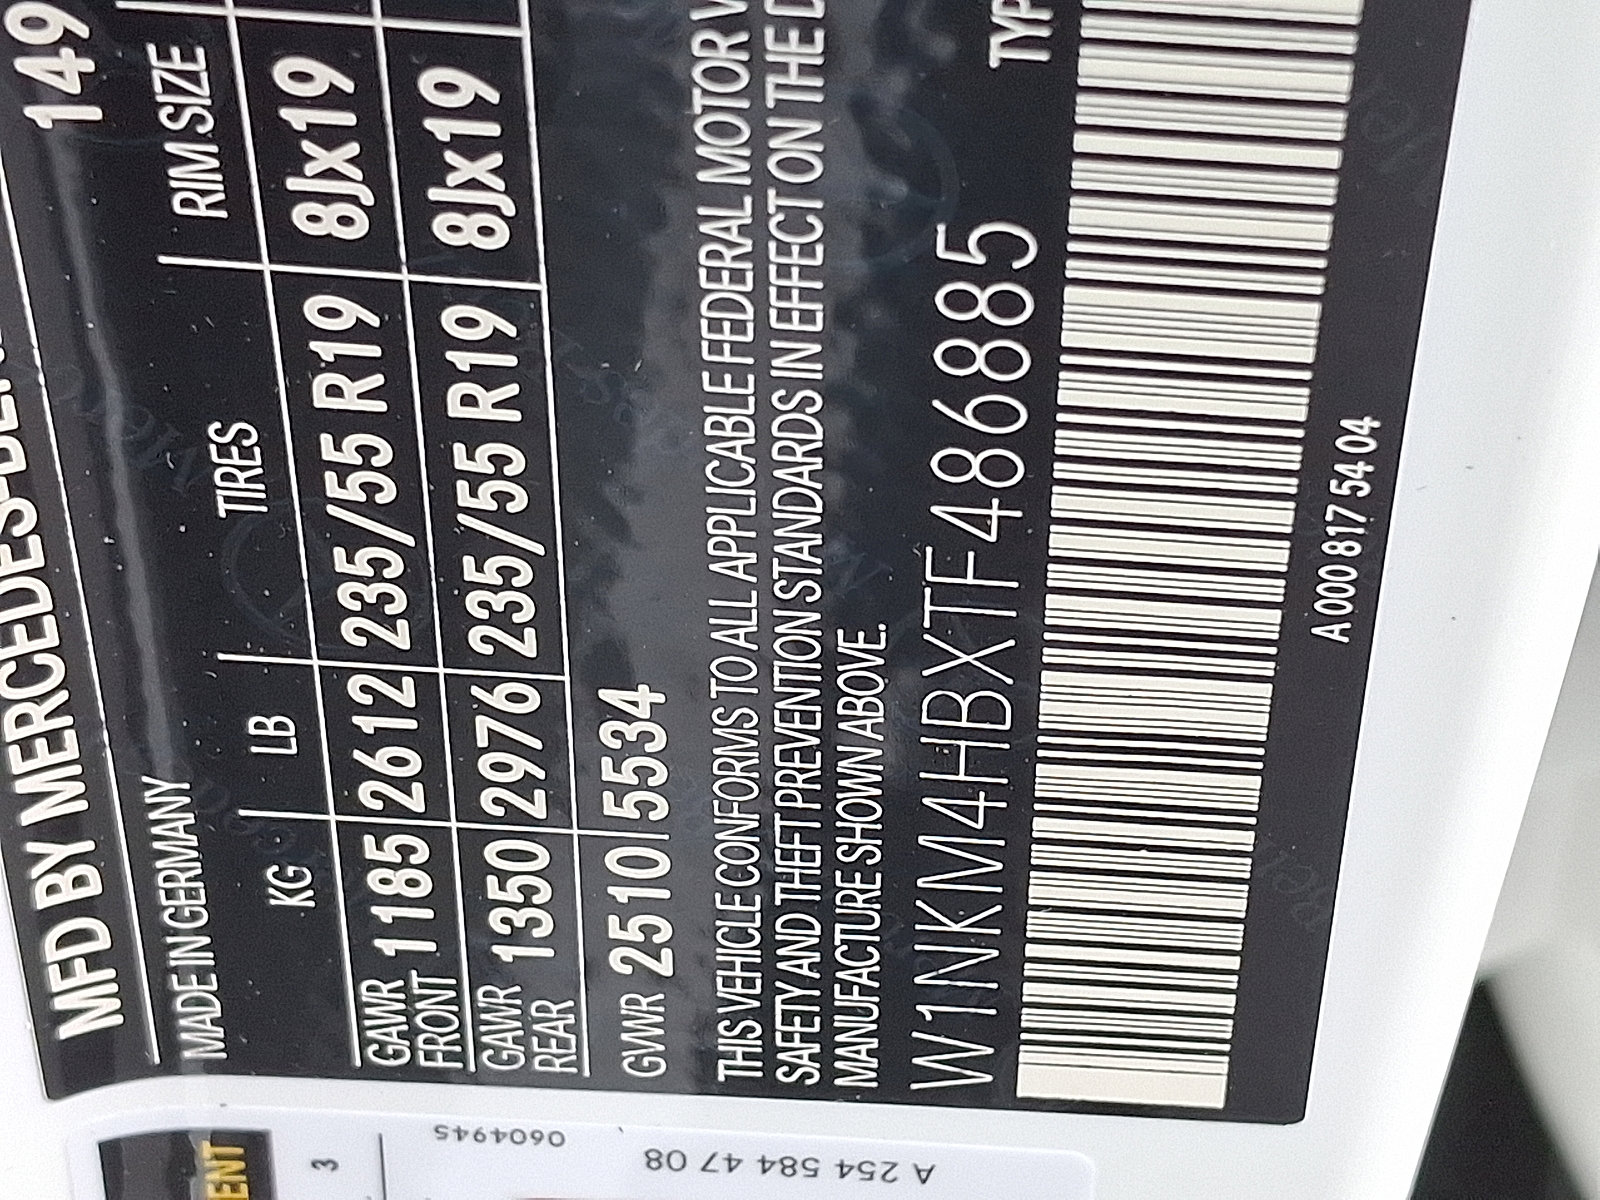 MFD BY MERCEDES-BEN
149
MADE IN GERMANY
KG LB TIRES RIM SIZE
GAWR FRONT 1185 2612 235/55 R19 8Jx19
GAWR REAR 1350 2976 235/55 R19 8Jx19
GVWR 2510 5534
THIS VEHICLE CONFORMS TO ALL APPLICABLE FEDERAL MOTOR V
SAFETY AND THEFT PREVENTION STANDARDS IN EFFECT ON THE D
MANUFACTURE SHOWN ABOVE.
W1NKM4HBXTF486885
TYP
A 000 817 54 04
ENT
3
0604945
A 254 584 47 08